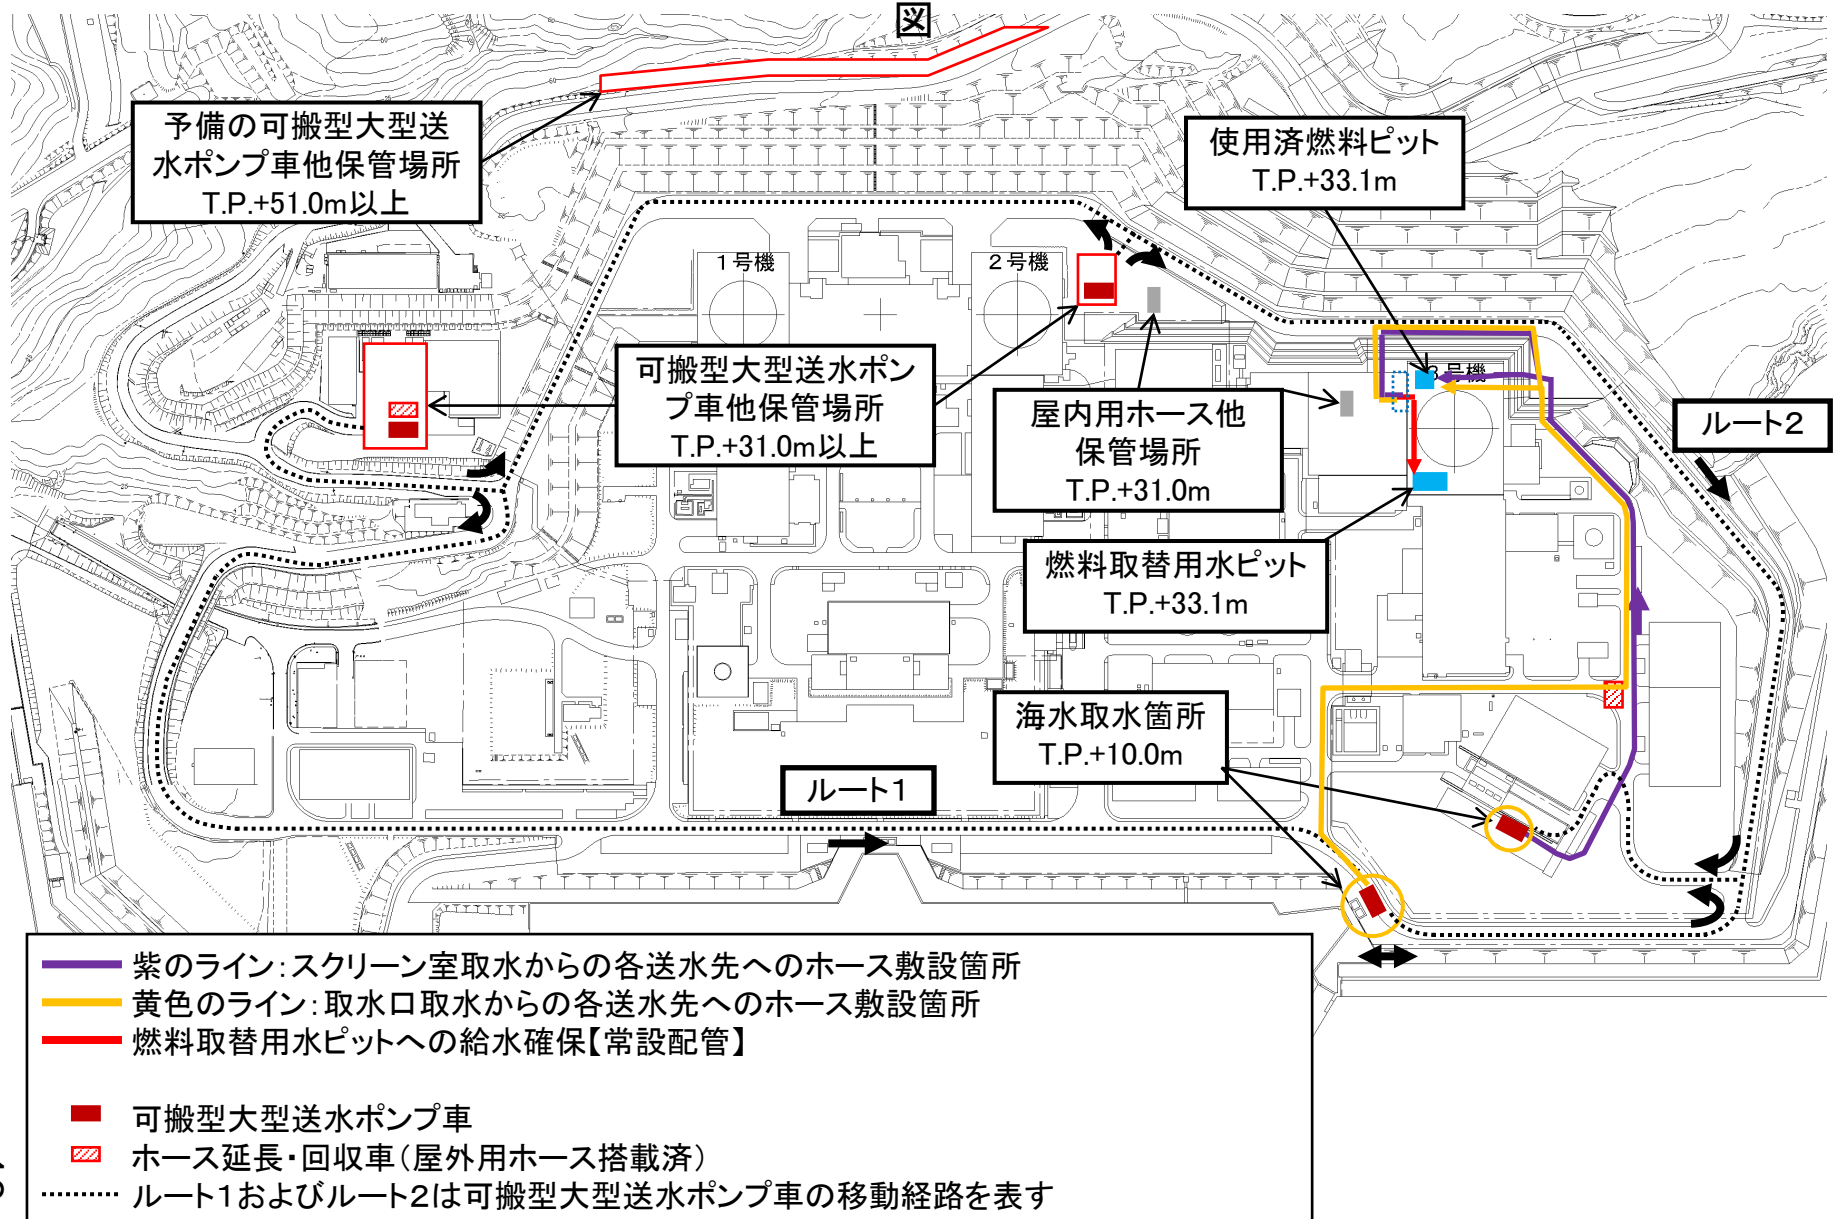 図
予備の可搬型大型送
水ポンプ車他保管場所
T.P.+51.0m以上
使用済燃料ピット
T.P.+33.1m
1号機
2号機
3号機
可搬型大型送水ポン
プ車他保管場所
T.P.+31.0m以上
屋内用ホース他
保管場所
T.P.+31.0m
ルート2
燃料取替用水ピット
T.P.+33.1m
海水取水箇所
T.P.+10.0m
ルート1
紫のライン:スクリーン室取水からの各送水先へのホース敷設箇所
黄色のライン:取水口取水からの各送水先へのホース敷設箇所
燃料取替用水ピットへの給水確保【常設配管】
可搬型大型送水ポンプ車
ホース延長・回収車(屋外用ホース搭載済)
ルート1およびルート2は可搬型大型送水ポンプ車の移動経路を表す